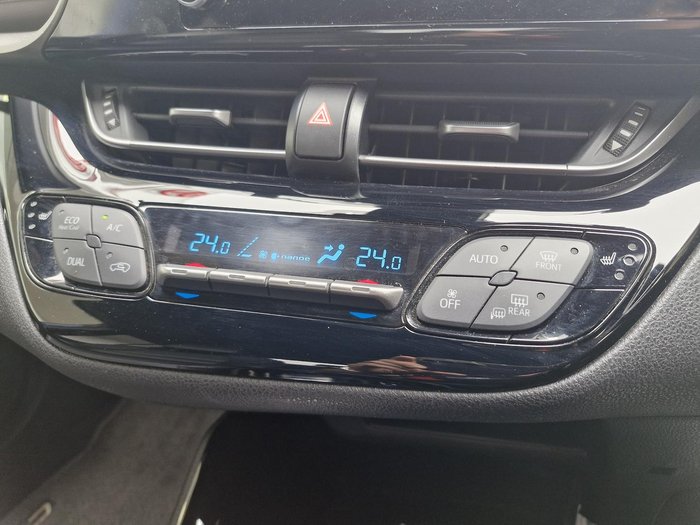 ECO
Heat/Cool
A/C
DUAL
24.0
nanoe
24.0
AUTO
FRONT
OFF
REAR